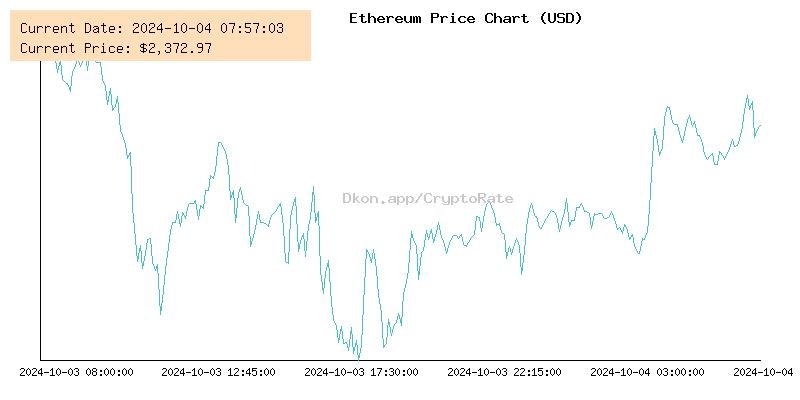 Ethereum Price Chart (USD)
Current Date: 2024-10-04 07:57:03
Current Price: $2,372.97
Dkon.app/CryptoRate
2024-10-03 08:00:00 2024-10-03 12:45:00 2024-10-03 17:30:00 2024-10-03 22:15:00 2024-10-04 03:00:00 2024-10-04